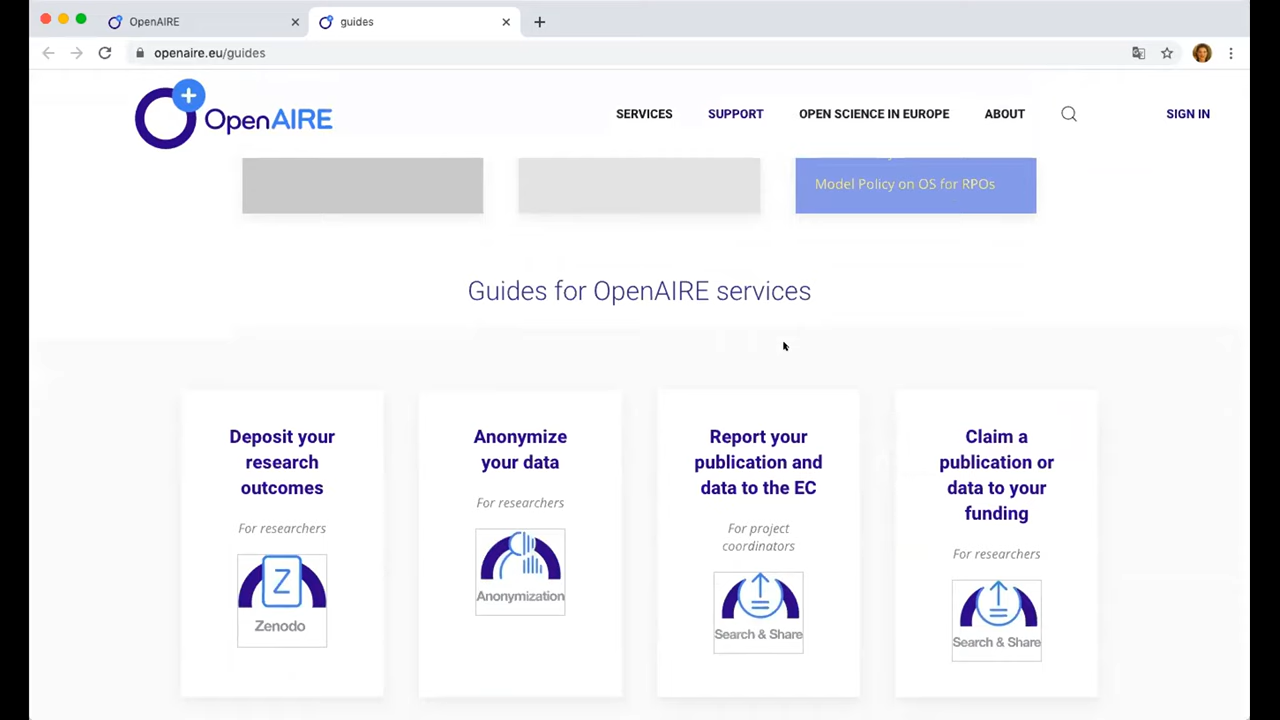 OpenAIRE
guides
openaire.eu/guides
OpenAIRE
SERVICES
SUPPORT
OPEN SCIENCE IN EUROPE
ABOUT
SIGN IN
Model Policy on OS for RPOs
Guides for OpenAIRE services
Deposit your
research
outcomes
For researchers
Z
Zenodo
Anonymize
your data
For researchers
Anonymization
Report your
publication and
data to the EC
For project
coordinators
Search & Share
Claim a
publication or
data to your
funding
For researchers
Search & Share